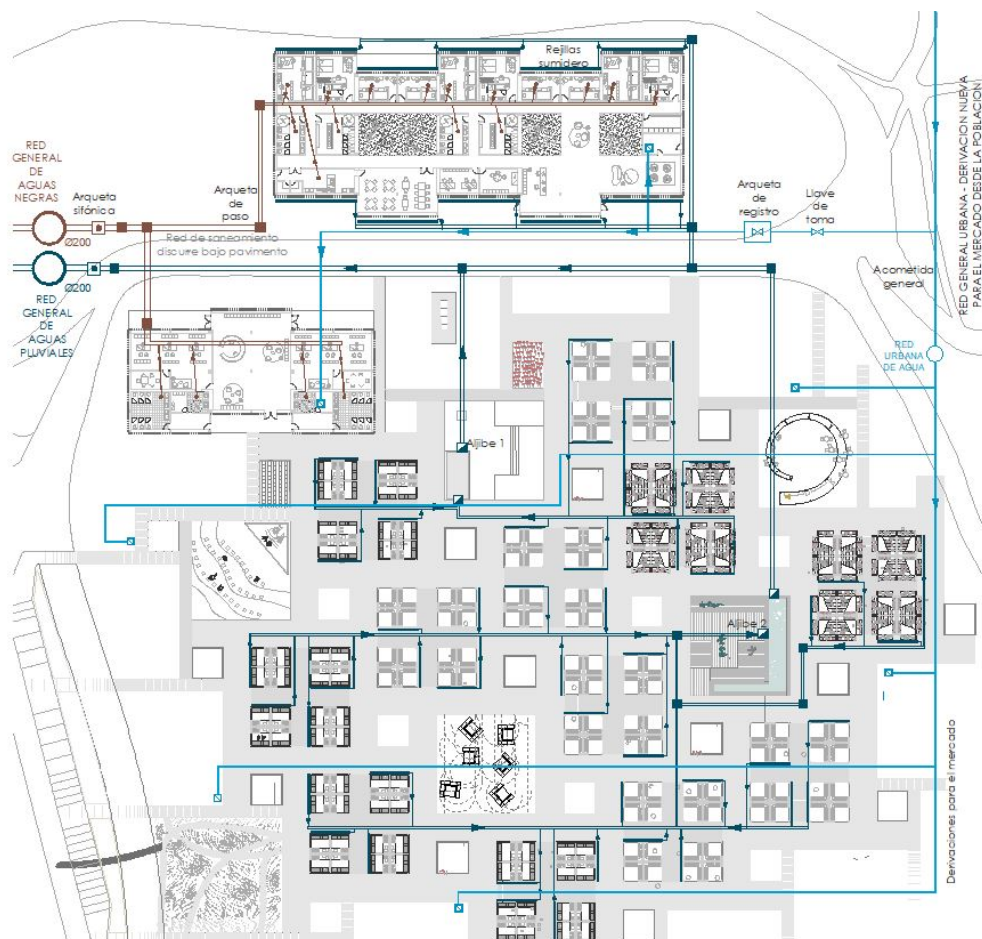 Rejillas
sumidero
RED
GENERAL
DE
AGUAS
NEGRAS
Arqueta
sifónica
Arqueta
de
paso
Arqueta
de
registro
Llave
de
toma
Ø200
Red de saneamiento
discurre bajo pavimento
Ø200
RED
GENERAL
DE
AGUAS
PLUVIALES
Acometida
general
RED GENERAL URBANA - DERIVACION NUEVA
PARA EL MERCADO DESDE LA POBLACION
RED
URBANA
DE AGUA
Aljibe 1
Aljibe 2
Derivaciones para el mercado